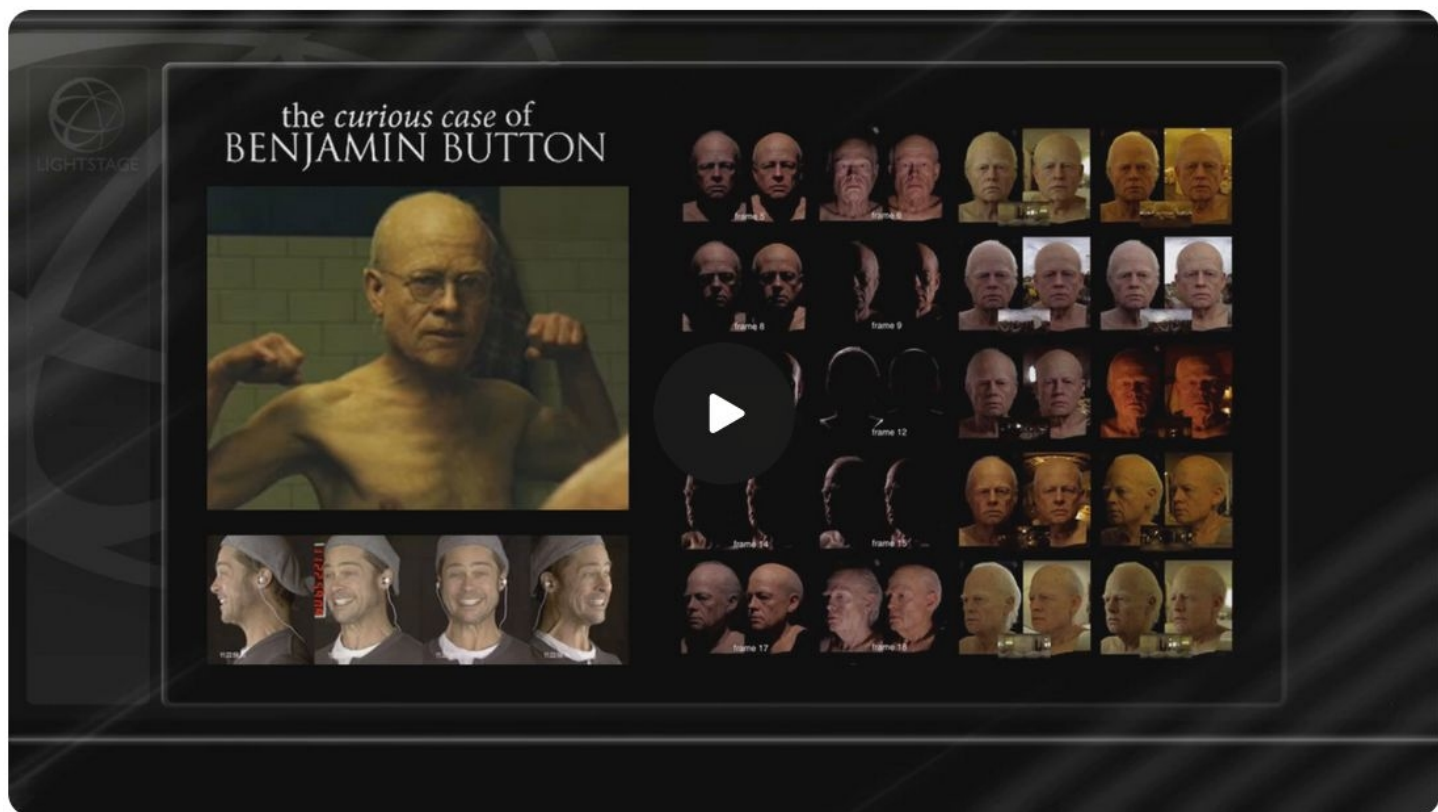 LIGHTSTAGE
the curious case of
BENJAMIN BUTTON
frame 5
frame 6
frame 8
frame 9
frame 12
frame 14
frame 15
frame 17
frame 18